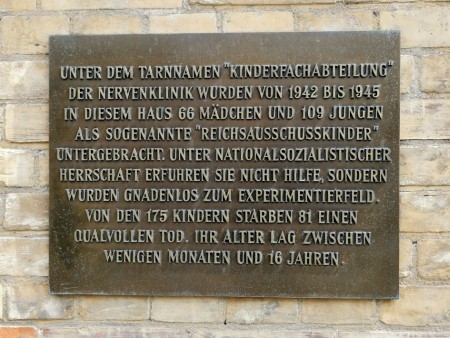 UNTER DEM TARNNAMEN "KINDERFACHABTEILUNG"
DER NERVENKLINIK WURDEN VON 1942 BIS 1945
IN DIESEM HAUS 66 MÄDCHEN UND 109 JUNGEN
ALS SOGENANNTE "REICHSAUSSCHUSSKINDER"
UNTERGEBRACHT. UNTER NATIONALSOZIALISTISCHER
HERRSCHAFT ERFUHREN SIE NICHT HILFE, SONDERN
WURDEN GNADENLOS ZUM EXPERIMENTIERFELD.
VON DEN 175 KINDERN STARBEN 81 EINEN
QUALVOLLEN TOD. IHR ALTER LAG ZWISCHEN
WENIGEN MONATEN UND 16 JAHREN.